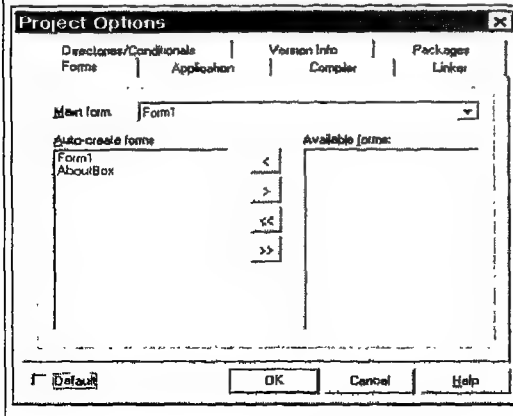 Project Options
Directories/Conditionals Version Info Packages
Forms Application Compiler Linker
Main form: Form1
Auto-create forms Available forms:
Form1
AboutBox
<
>
<<
>>
Default OK Cancel Help